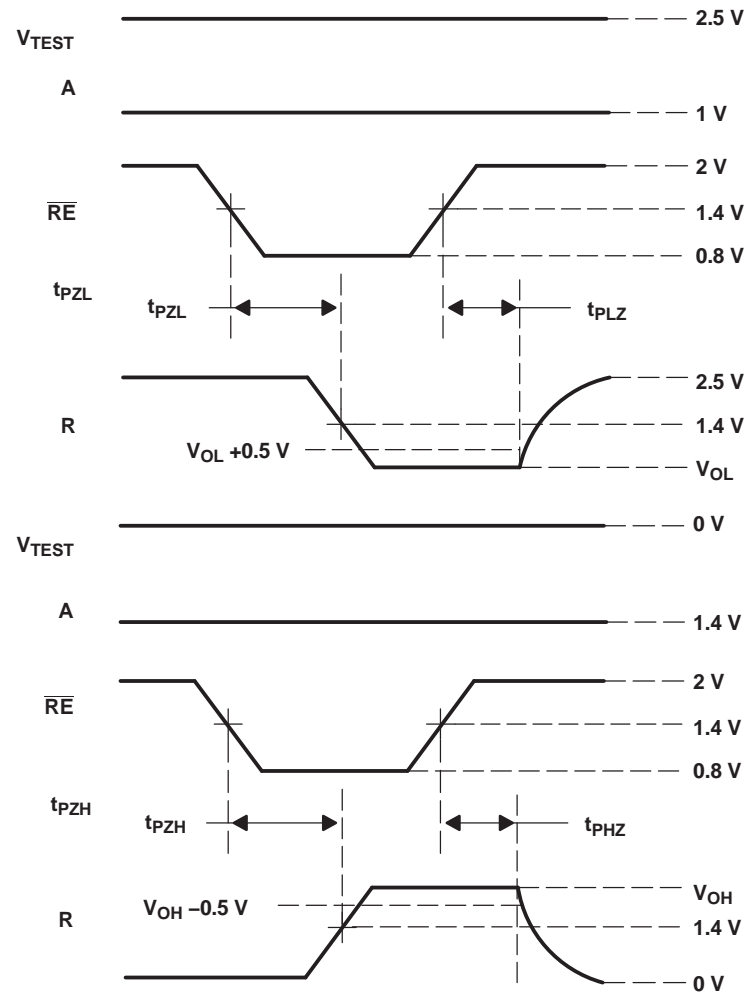 2.5 V
VTEST
A
1 V
2 V
RE
1.4 V
0.8 V
tPZL
tPZL
tPLZ
2.5 V
R
1.4 V
VOL +0.5 V
VOL
0 V
VTEST
A
1.4 V
2 V
RE
1.4 V
0.8 V
tPZH
tPZH
tPHZ
VOH
VOH –0.5 V
R
1.4 V
0 V